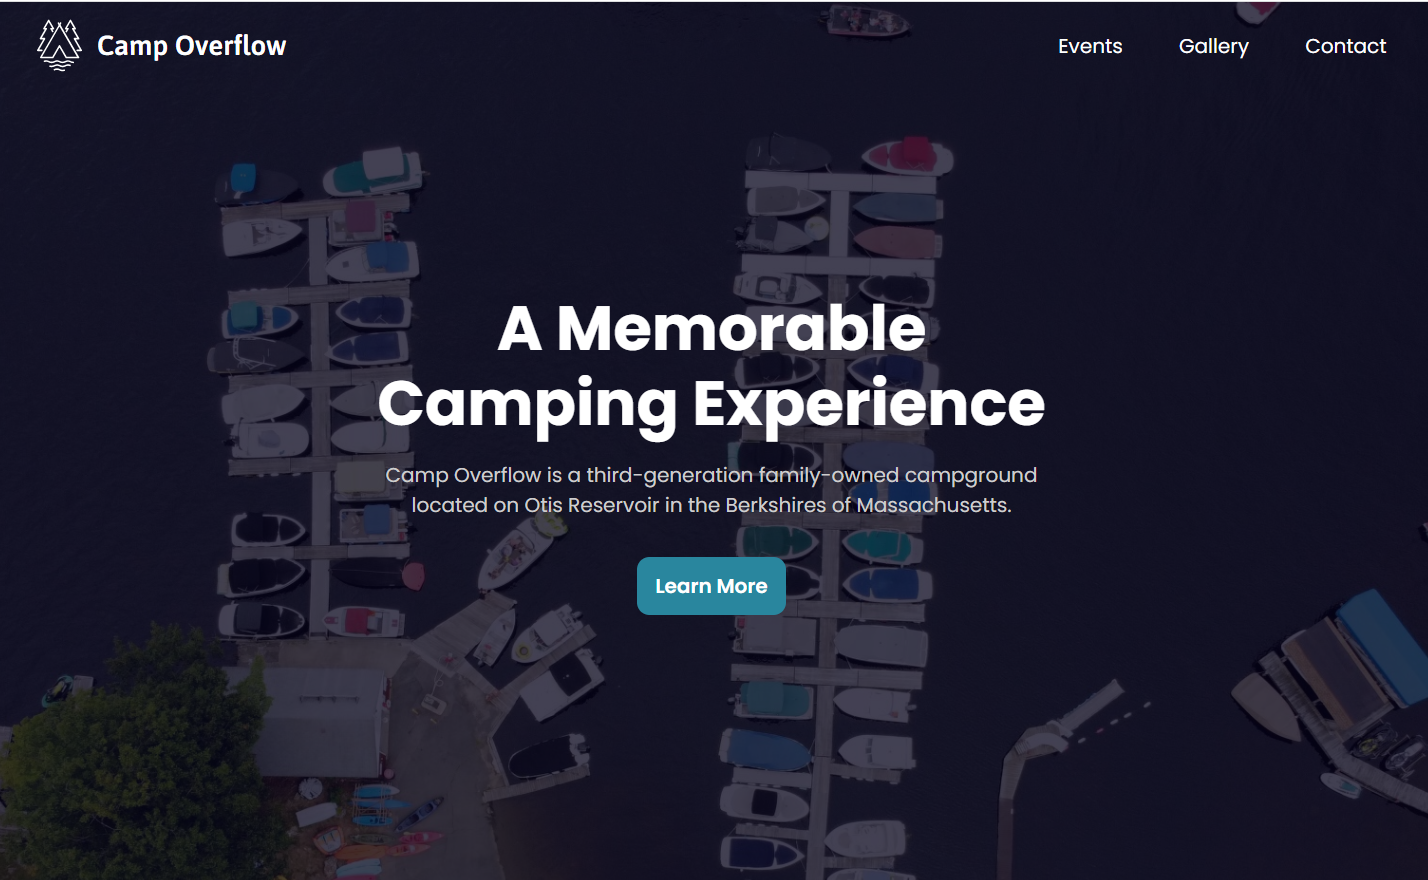 Camp Overflow
Events
Gallery
Contact
A Memorable
Camping Experience
Camp Overflow is a third-generation family-owned campground
located on Otis Reservoir in the Berkshires of Massachusetts.
Learn More